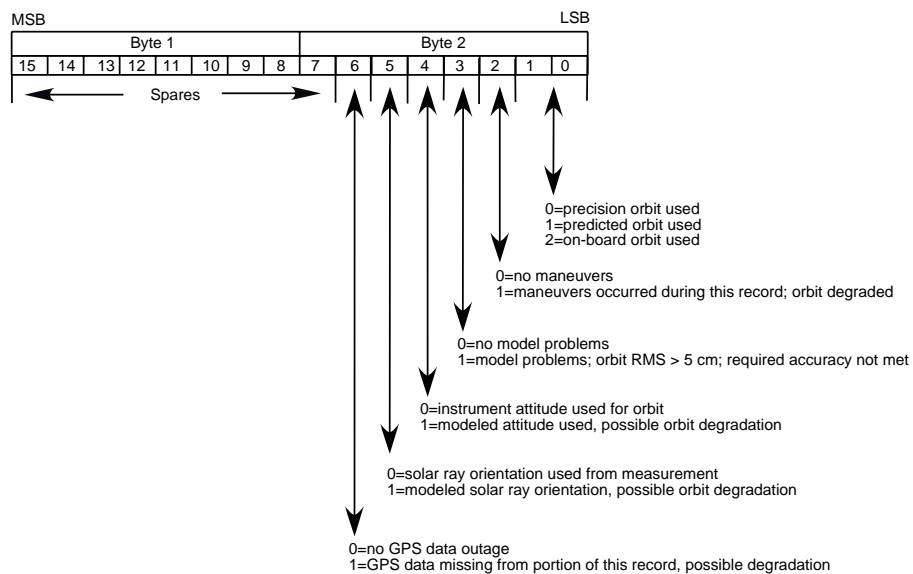 MSB LSB
Byte 1 Byte 2
15 14 13 12 11 10 9 8 7 6 5 4 3 2 1 0
Spares
0=precision orbit used
1=predicted orbit used
2=on-board orbit used
0=no maneuvers
1=maneuvers occurred during this record; orbit degraded
0=no model problems
1=model problems; orbit RMS > 5 cm; required accuracy not met
0=instrument attitude used for orbit
1=modeled attitude used, possible orbit degradation
0=solar ray orientation used from measurement
1=modeled solar ray orientation, possible orbit degradation
0=no GPS data outage
1=GPS data missing from portion of this record, possible degradation